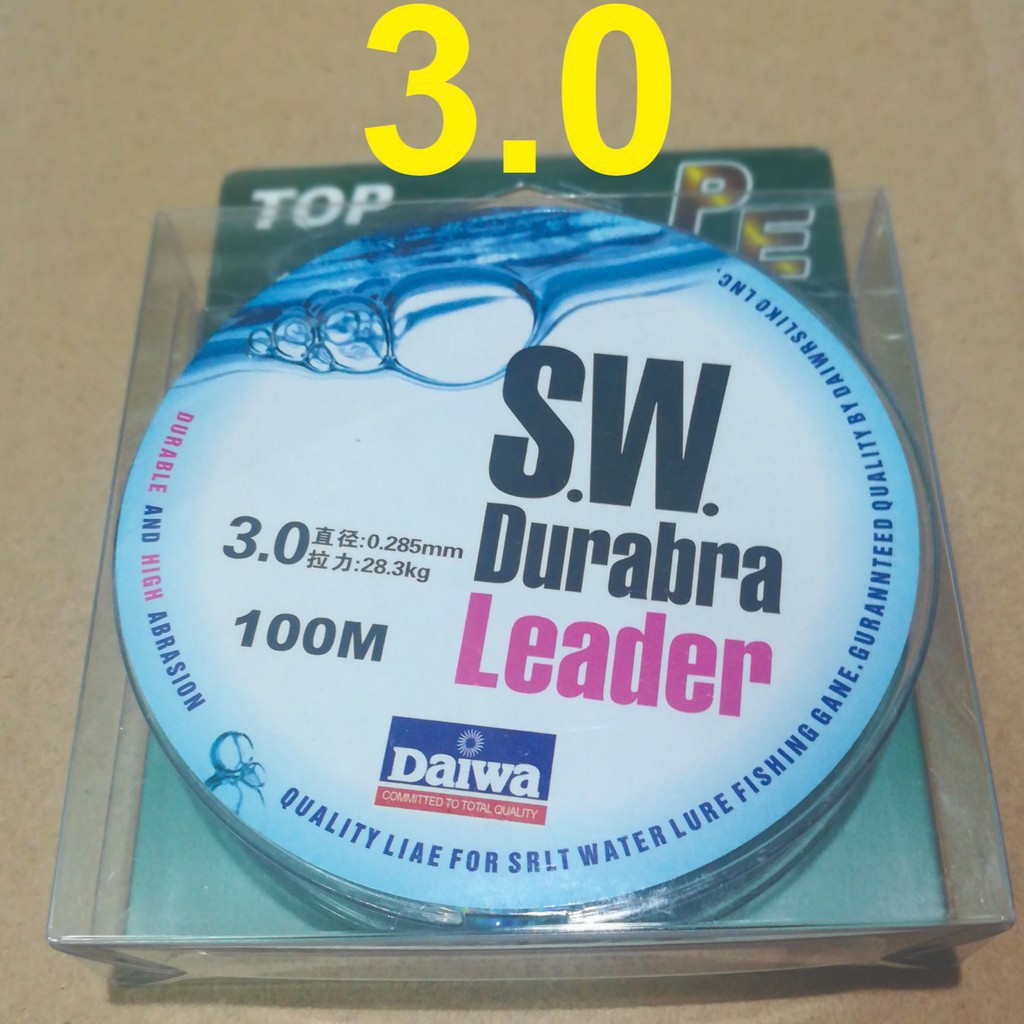 3.0
TOP
PE
S.W.
Durabra
Leader
3.0
直径:0.285mm
拉力:28.3kg
100M
Daiwa
COMMITTED TO TOTAL QUALITY
DURABLE AND HIGH ABRASION
QUALITY LIAE FOR SRLT WATER LURE FISHING GANE. GURANNTEED QUALITY BY DAIWRSLIKO LNC.